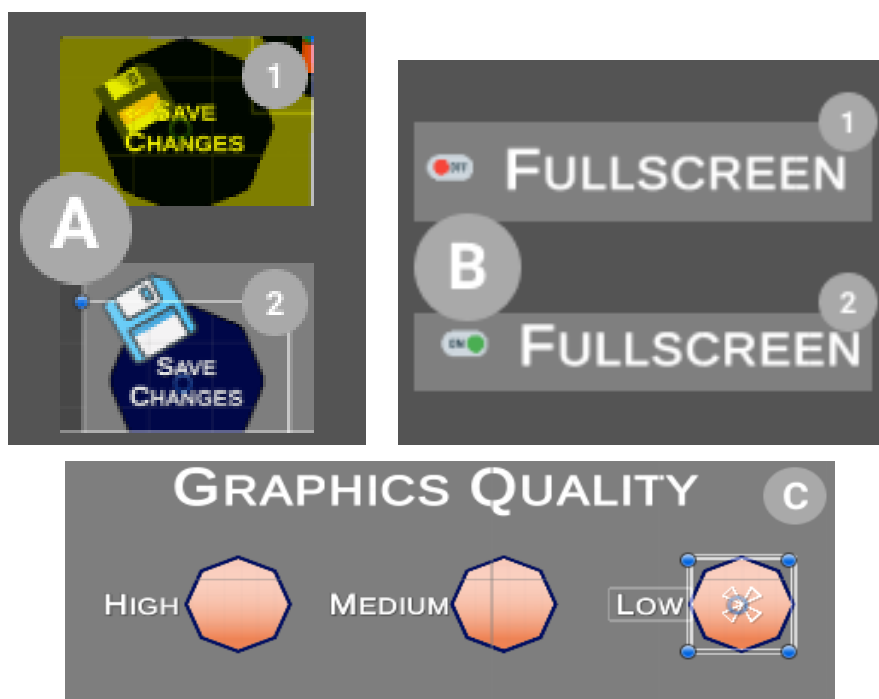 1
SAVE
CHANGES
A
2
SAVE
CHANGES
1
OFF FULLSCREEN
B
2
ON FULLSCREEN
GRAPHICS QUALITY
C
HIGH MEDIUM LOW